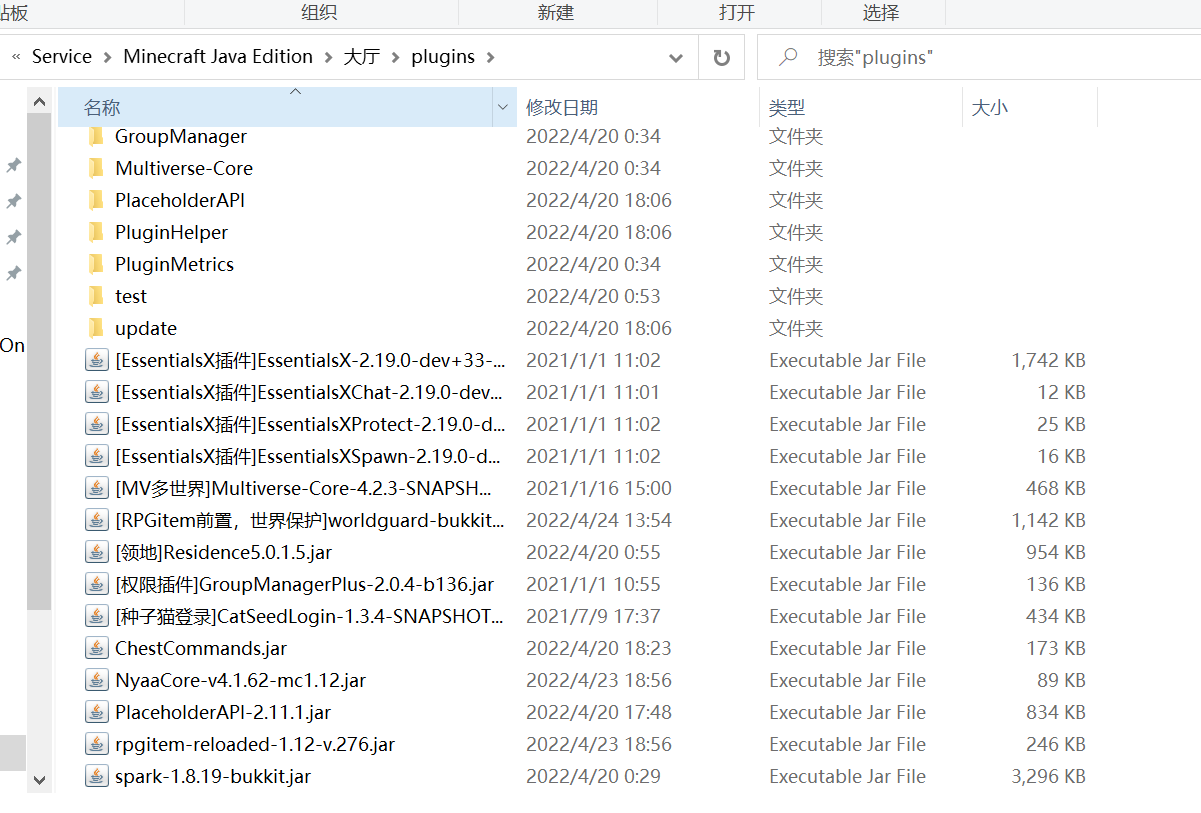 组织 新建 打开 选择
« Service > Minecraft Java Edition > 大厅 > plugins > 搜索"plugins"
名称 修改日期 类型 大小
GroupManager 2022/4/20 0:34 文件夹
Multiverse-Core 2022/4/20 0:34 文件夹
PlaceholderAPI 2022/4/20 18:06 文件夹
PluginHelper 2022/4/20 18:06 文件夹
PluginMetrics 2022/4/20 0:34 文件夹
test 2022/4/20 0:53 文件夹
update 2022/4/20 18:06 文件夹
On
[EssentialsX插件]EssentialsX-2.19.0-dev+33-... 2021/1/1 11:02 Executable Jar File 1,742 KB
[EssentialsX插件]EssentialsXChat-2.19.0-dev... 2021/1/1 11:01 Executable Jar File 12 KB
[EssentialsX插件]EssentialsXProtect-2.19.0-d... 2021/1/1 11:02 Executable Jar File 25 KB
[EssentialsX插件]EssentialsXSpawn-2.19.0-d... 2021/1/1 11:02 Executable Jar File 16 KB
[MV多世界]Multiverse-Core-4.2.3-SNAPSH... 2021/1/16 15:00 Executable Jar File 468 KB
[RPGitem前置，世界保护]worldguard-bukkit... 2022/4/24 13:54 Executable Jar File 1,142 KB
[领地]Residence5.0.1.5.jar 2022/4/20 0:55 Executable Jar File 954 KB
[权限插件]GroupManagerPlus-2.0.4-b136.jar 2021/1/1 10:55 Executable Jar File 136 KB
[种子猫登录]CatSeedLogin-1.3.4-SNAPSHOT... 2021/7/9 17:37 Executable Jar File 434 KB
ChestCommands.jar 2022/4/20 18:23 Executable Jar File 173 KB
NyaaCore-v4.1.62-mc1.12.jar 2022/4/23 18:56 Executable Jar File 89 KB
PlaceholderAPI-2.11.1.jar 2022/4/20 17:48 Executable Jar File 834 KB
rpgitem-reloaded-1.12-v.276.jar 2022/4/23 18:56 Executable Jar File 246 KB
spark-1.8.19-bukkit.jar 2022/4/20 0:29 Executable Jar File 3,296 KB